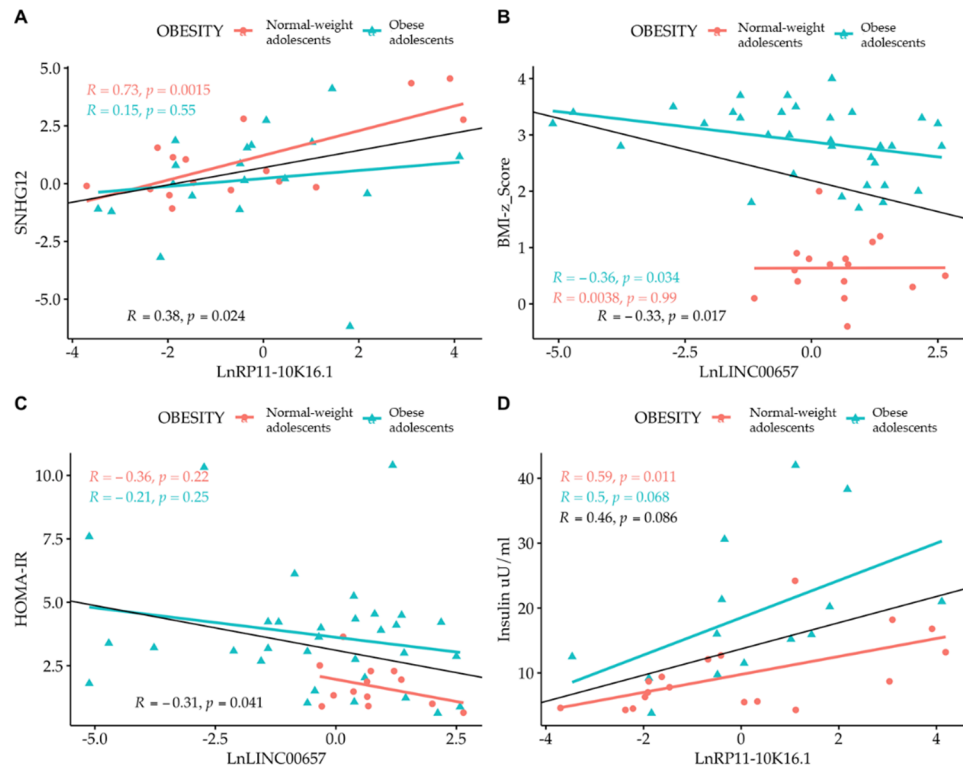 A
OBESITY Normal-weight adolescents Obese adolescents
5.0
2.5
0.0
-2.5
-5.0
SNHG12
R = 0.73, p = 0.0015
R = 0.15, p = 0.55
R = 0.38, p = 0.024
-4 -2 0 2 4
LnRP11-10K16.1
B
OBESITY Normal-weight adolescents Obese adolescents
4
3
2
1
0
BMI-z_Score
R = −0.36, p = 0.034
R = 0.0038, p = 0.99
R = −0.33, p = 0.017
-5.0 -2.5 0.0 2.5
LnLINC00657
C
OBESITY Normal-weight adolescents Obese adolescents
10.0
7.5
5.0
2.5
HOMA-IR
R = −0.36, p = 0.22
R = −0.21, p = 0.25
R = −0.31, p = 0.041
-5.0 -2.5 0.0 2.5
LnLINC00657
D
OBESITY Normal-weight adolescents Obese adolescents
40
30
20
10
Insulin uU/ml
R = 0.59, p = 0.011
R = 0.5, p = 0.068
R = 0.46, p = 0.086
-4 -2 0 2 4
LnRP11-10K16.1